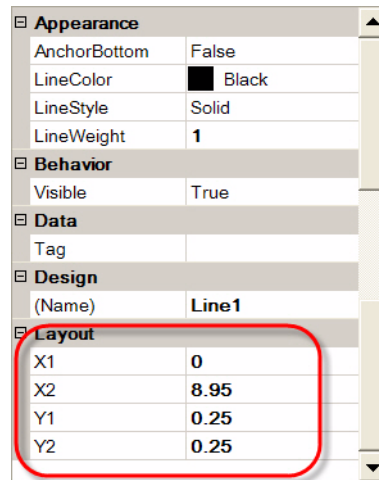 Appearance
AnchorBottom False
LineColor Black
LineStyle Solid
LineWeight 1
Behavior
Visible True
Data
Tag
Design
(Name) Line1
Layout
X1 0
X2 8.95
Y1 0.25
Y2 0.25